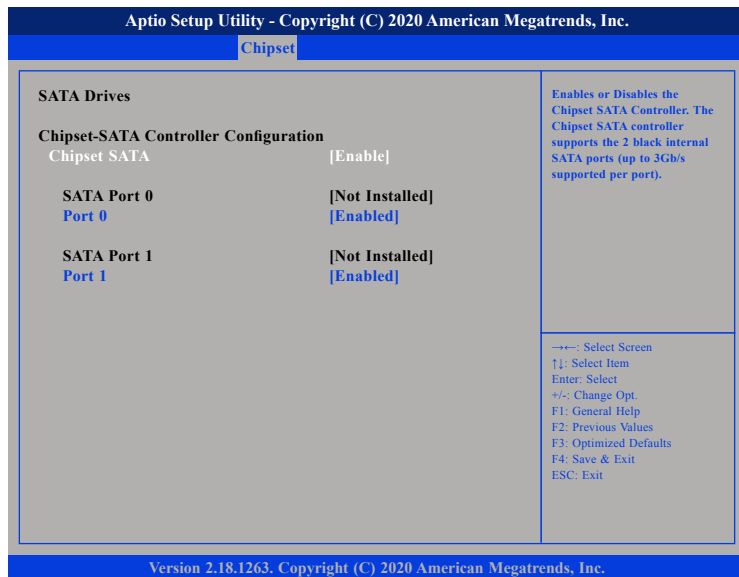 Aptio Setup Utility - Copyright (C) 2020 American Megatrends, Inc.
Chipset
SATA Drives
Chipset-SATA Controller Configuration
Chipset SATA [Enable]
SATA Port 0 [Not Installed]
Port 0 [Enabled]
SATA Port 1 [Not Installed]
Port 1 [Enabled]
Enables or Disables the
Chipset SATA Controller. The
Chipset SATA controller
supports the 2 black internal
SATA ports (up to 3Gb/s
supported per port).
→←: Select Screen
↑↓: Select Item
Enter: Select
+/-: Change Opt.
F1: General Help
F2: Previous Values
F3: Optimized Defaults
F4: Save & Exit
ESC: Exit
Version 2.18.1263. Copyright (C) 2020 American Megatrends, Inc.